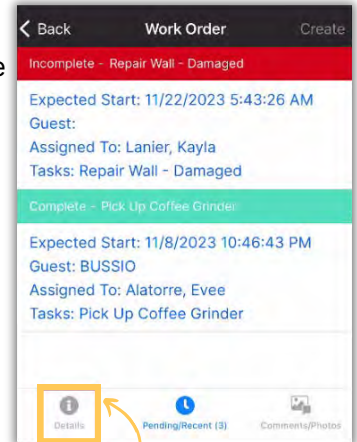 Back Work Order Create
e
Incomplete - Repair Wall - Damaged
Expected Start: 11/22/2023 5:43:26 AM
Guest:
Assigned To: Lanier, Kayla
Tasks: Repair Wall - Damaged
Complete - Pick Up Coffee Grinder
Expected Start: 11/8/2023 10:46:43 PM
Guest: BUSSIO
Assigned To: Alatorre, Evee
Tasks: Pick Up Coffee Grinder
Details Pending/Recent (3) Comments/Photos